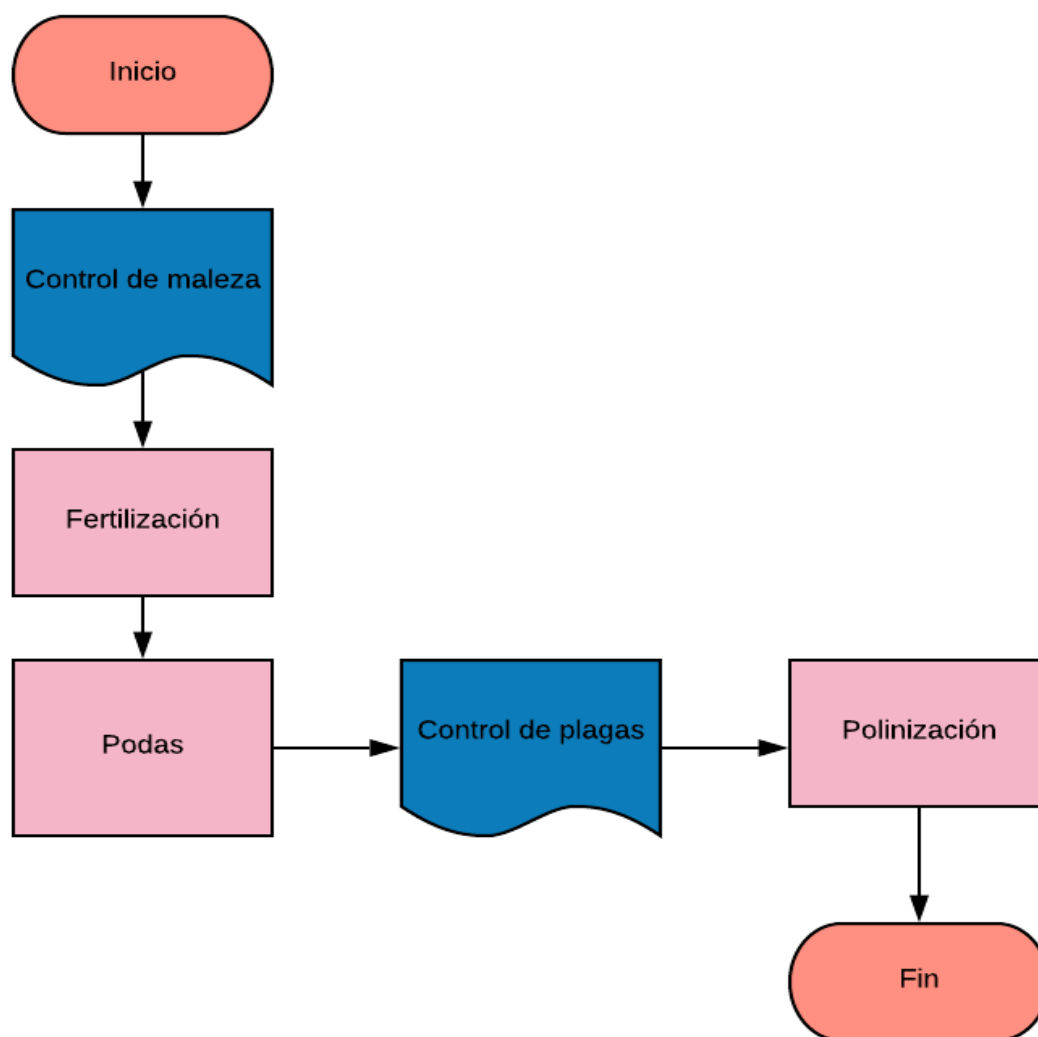 Inicio
Control de maleza
Fertilización
Podas
Control de plagas
Polinización
Fin